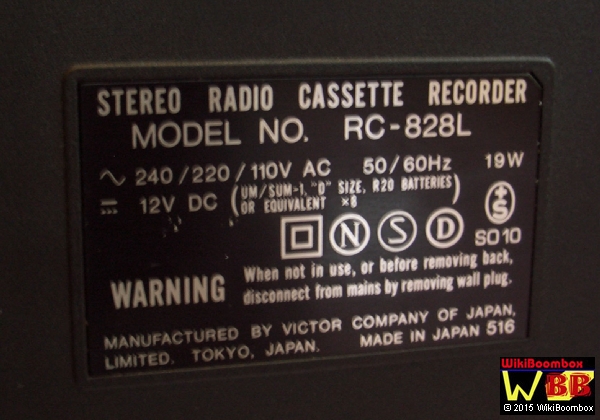 STEREO RADIO CASSETTE RECORDER
MODEL NO. RC-828L
~ 240/220/110V AC 50/60Hz 19W
⎓ 12V DC (UM/SUM-1, "D" SIZE, R20 BATTERIES) OR EQUIVALENT ×8
N S D
S
SO10
WARNING When not in use, or before removing back,
disconnect from mains by removing wall plug.
MANUFACTURED BY VICTOR COMPANY OF JAPAN,
LIMITED. TOKYO, JAPAN. MADE IN JAPAN 516
WikiBoombox
WBB
© 2015 WikiBoombox